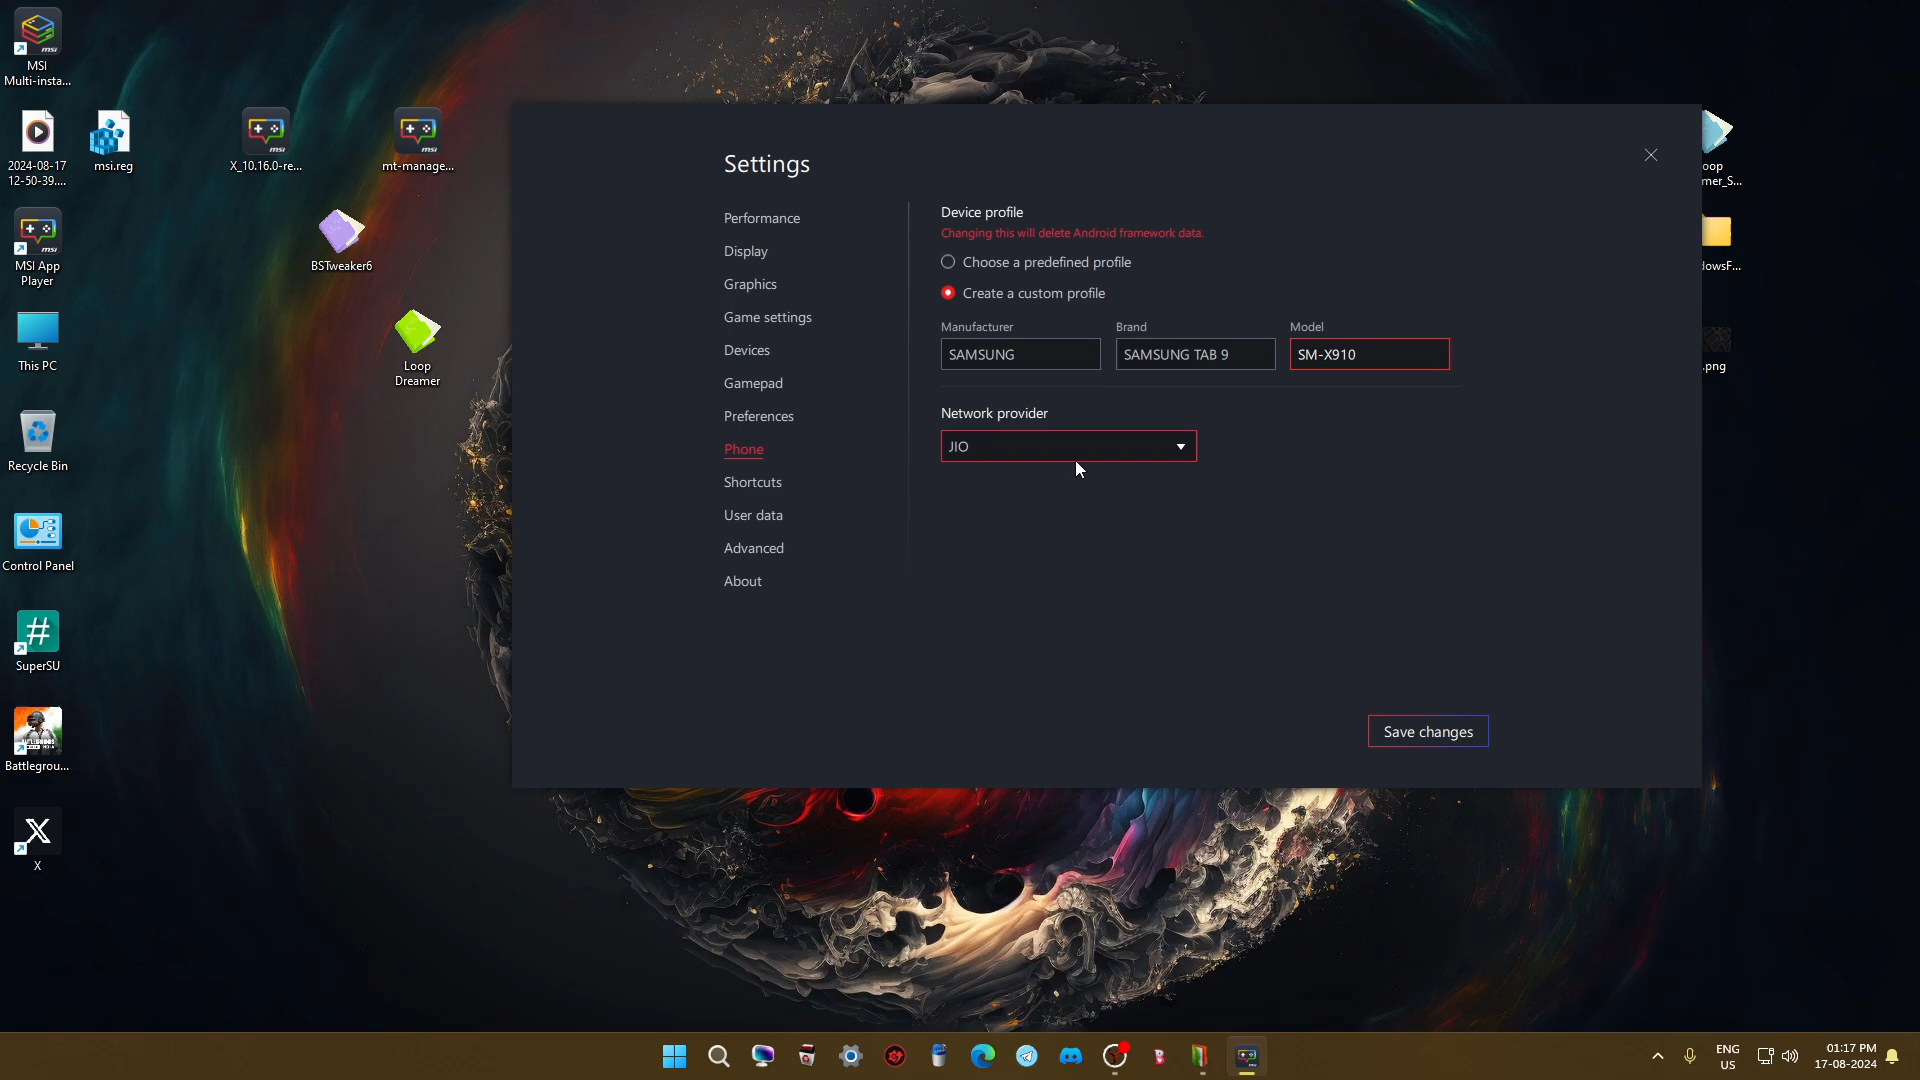 MSI
Multi-insta...
2024-08-17
12-50-39....
msi.reg
X_10.16.0-re...
mt-manage...
MSI App
Player
BSTweaker6
This PC
Loop
Dreamer
Recycle Bin
Control Panel
SuperSU
Battlegrou...
X
Settings
Performance
Display
Graphics
Game settings
Devices
Gamepad
Preferences
Phone
Shortcuts
User data
Advanced
About
Device profile
Changing this will delete Android framework data.
Choose a predefined profile
Create a custom profile
Manufacturer
Brand
Model
SAMSUNG
SAMSUNG TAB 9
SM-X910
Network provider
JIO
Save changes
oop
mer_S...
dowsF...
.png
ENG
US
01:17 PM
17-08-2024